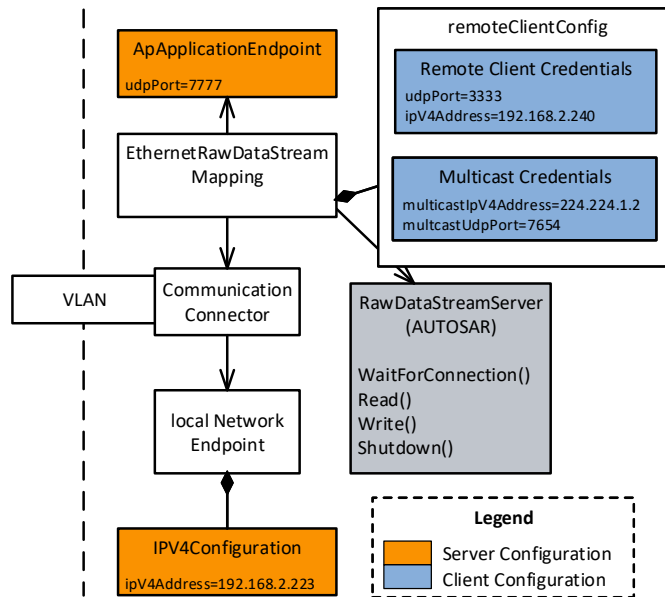 ApApplicationEndpoint
udpPort=7777
EthernetRawDataStream
Mapping
remoteClientConfig
Remote Client Credentials
udpPort=3333
ipV4Address=192.168.2.240
Multicast Credentials
multicastIpV4Address=224.224.1.2
multcastUdpPort=7654
VLAN
Communication
Connector
RawDataStreamServer
(AUTOSAR)
WaitForConnection()
Read()
Write()
Shutdown()
local Network
Endpoint
IPV4Configuration
ipV4Address=192.168.2.223
Legend
Server Configuration
Client Configuration